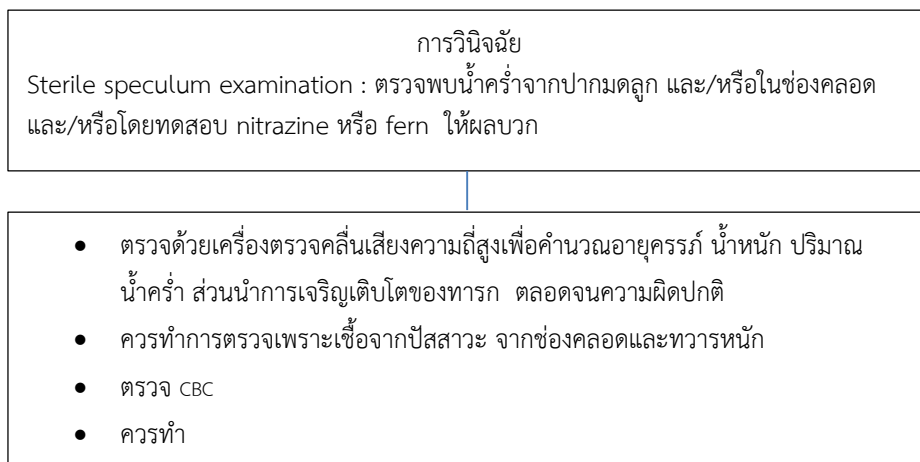 การวินิจฉัย
Sterile speculum examination : ตรวจพบน้ำคร่ำจากปากมดลูก และ/หรือในช่องคลอด
และ/หรือโดยทดสอบ nitrazine หรือ fern ให้ผลบวก
• ตรวจด้วยเครื่องตรวจคลื่นเสียงความถี่สูงเพื่อคำนวณอายุครรภ์ น้ำหนัก ปริมาณ
น้ำคร่ำ ส่วนนำการเจริญเติบโตของทารก ตลอดจนความผิดปกติ
• ควรทำการตรวจเพราะเชื้อจากปัสสาวะ จากช่องคลอดและทวารหนัก
• ตรวจ CBC
• ควรทำ